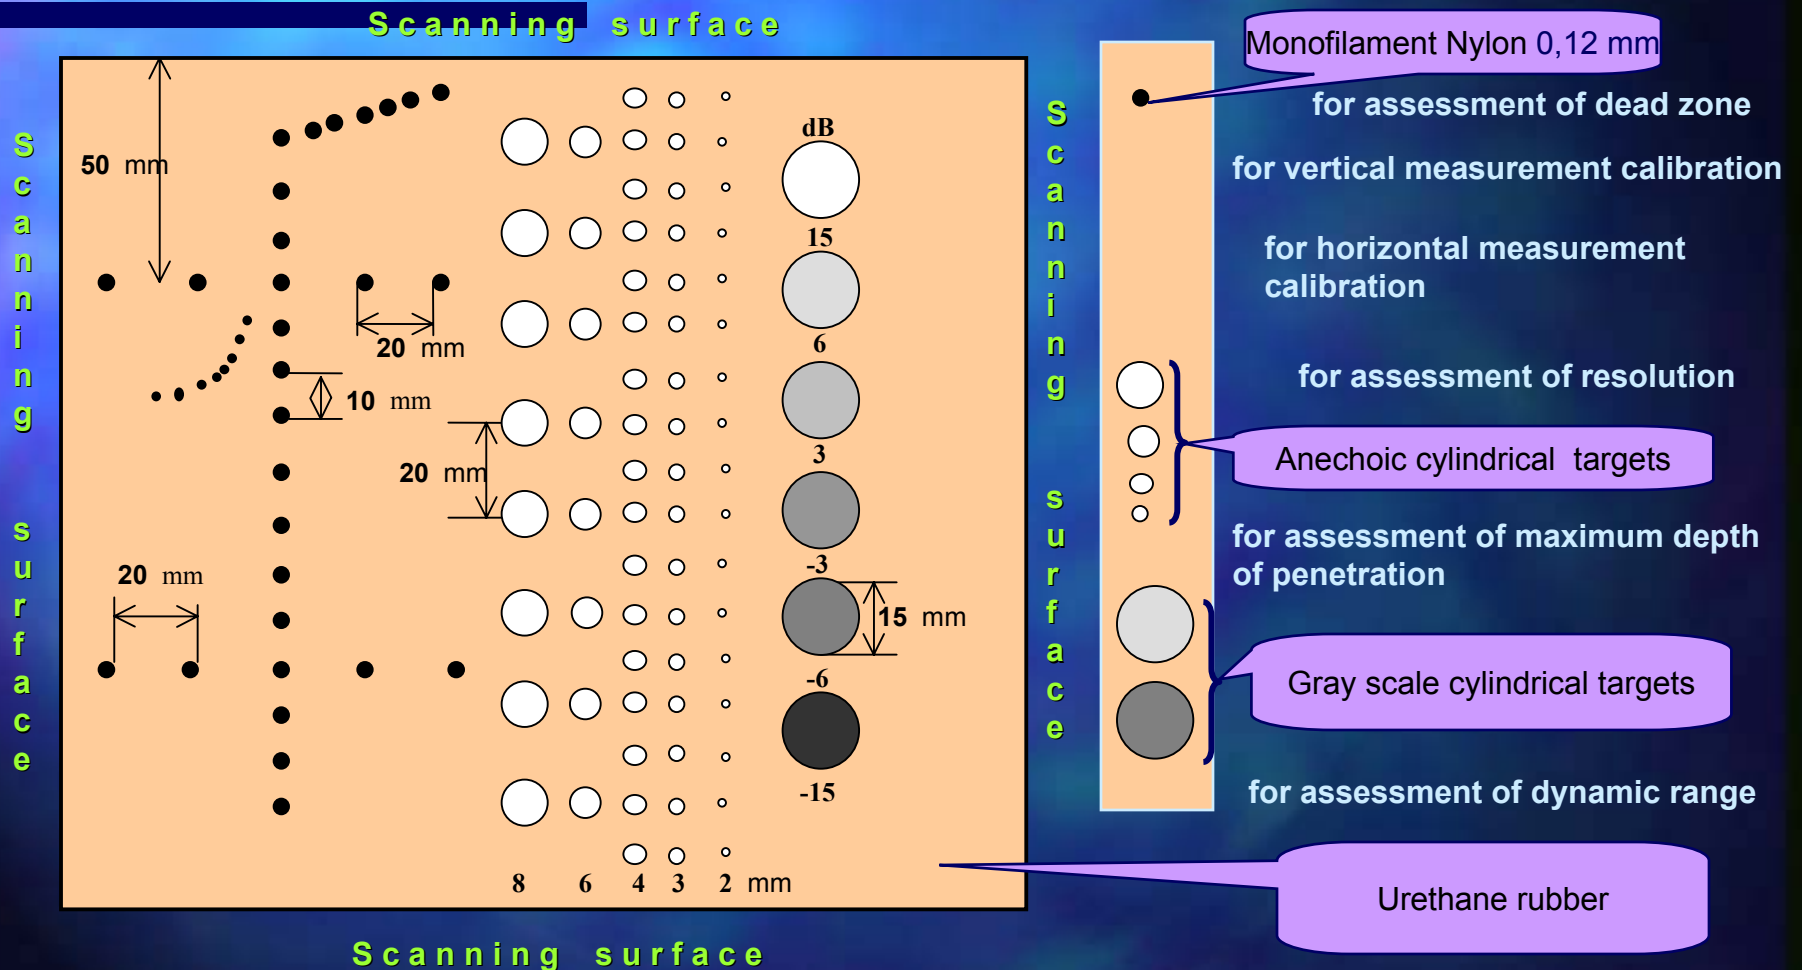 Scanning surface
Monofilament Nylon 0,12 mm
for assessment of dead zone
Scanning surface
50 mm
dB
Scanning surface
for vertical measurement calibration
15
for horizontal measurement
calibration
6
20 mm
for assessment of resolution
10 mm
3
20 mm
Anechoic cylindrical targets
-3
for assessment of maximum depth
of penetration
20 mm
15 mm
-6
Gray scale cylindrical targets
-15
for assessment of dynamic range
8 6 4 3 2 mm
Urethane rubber
Scanning surface